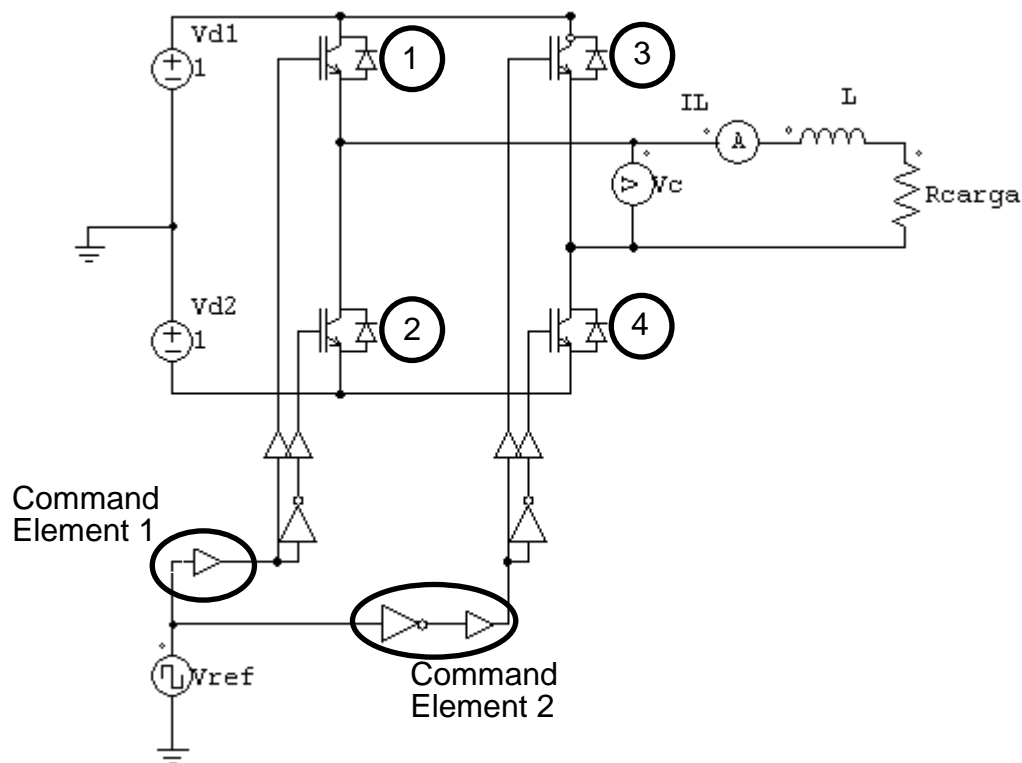 Vd1
1
1
3
IL
L
A
V
Vc
Rcarga
Vd2
1
2
4
Command
Element 1
Vref
Command
Element 2